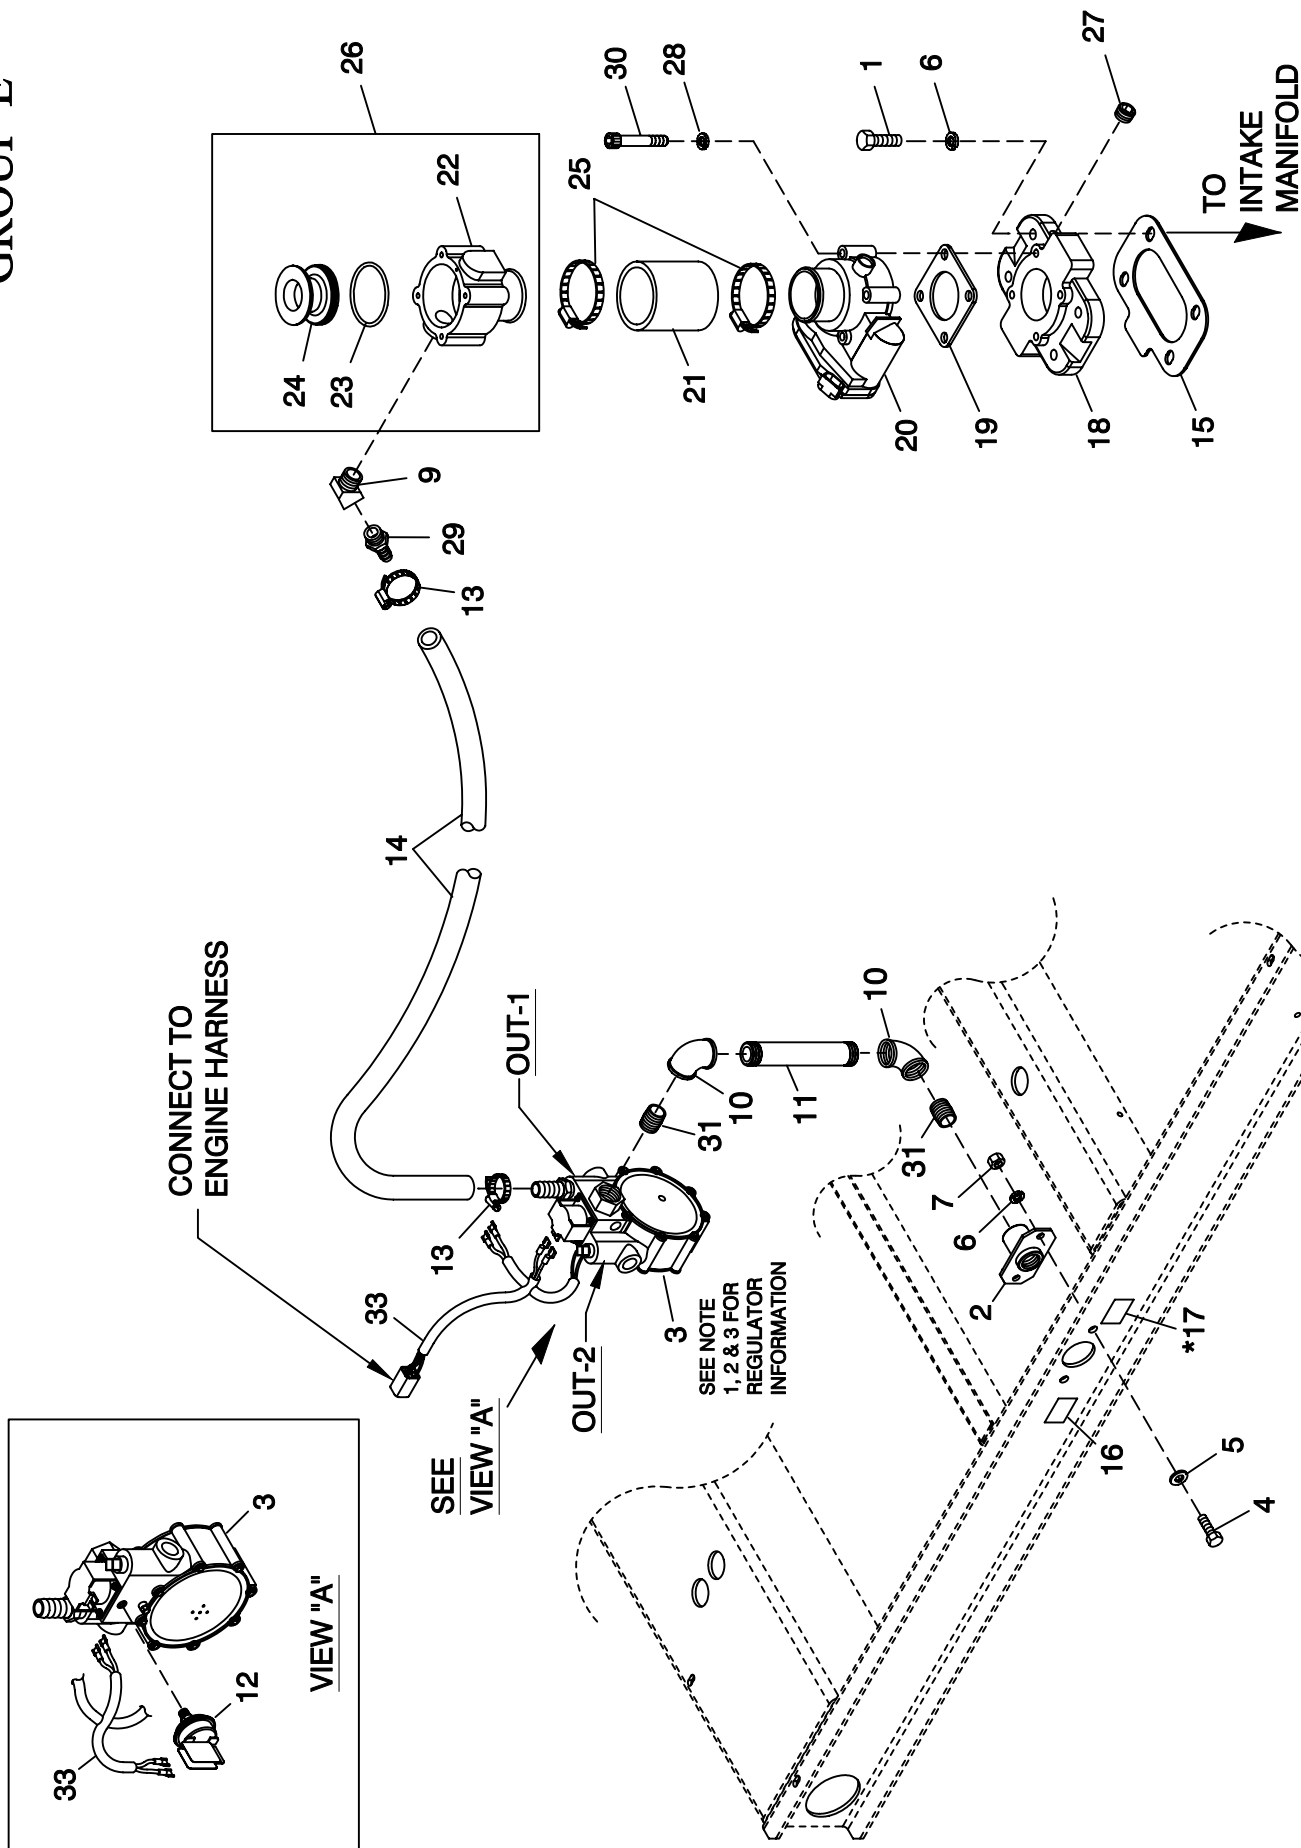 GROUP E
26
30
28
1
6
27
TO
INTAKE
MANIFOLD
22
25
24
23
21
20
19
18
15
9
29
13
14
CONNECT TO
ENGINE HARNESS
OUT-1
10
11
10
31
31
7
6
2
13
33
3
SEE NOTE
1, 2 & 3 FOR
REGULATOR
INFORMATION
OUT-2
SEE
VIEW "A"
*17
16
5
4
3
12
33
VIEW "A"